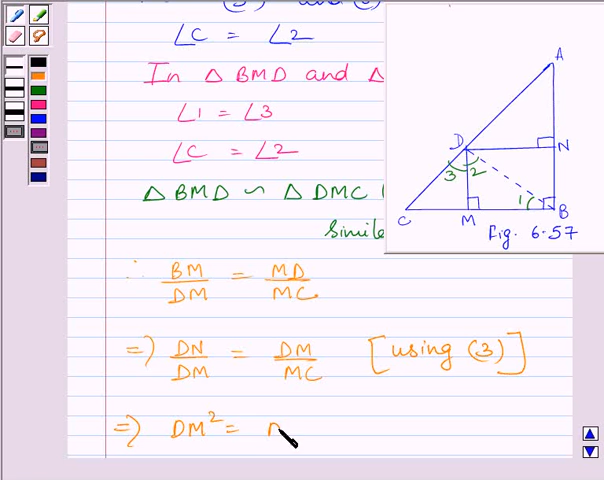 ∠C = ∠2
In △ BMD and △
∠1 = ∠3
∠C = ∠2
△ BMD ∼ △ DMC (
∴ BM/DM = MD/MC
⇒ DN/DM = DM/MC [using (3)]
⇒ DM² =
A
D
N
3 2
1
C M B
Fig. 6.57